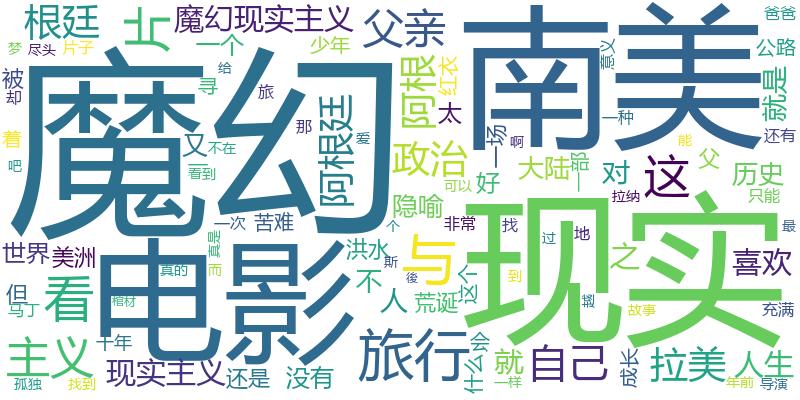 根廷
片
魔幻现实主义
父亲
南美
爸爸
梦
尽头
片子
一个
少年
意义
公路
被
却
寻
给
阿根
红衣
就是
魔幻
旅
那
阿根廷
爱
太
一场
啊
一种
还有
着
吧
又
不在
看到
政治
好
大陆
一部
对
这
能
父
历史
只能
可以
拉纳
一次
苦难
隐喻
非常
找
过
地
最
现实
世界
美洲
电影
真是
真的
而
洪水
斯
个
後
与
这个
到
越
之
喜欢
但
马丁
看
棺材
不
人
荒诞
故事
充满
十年
主义
孤独
找到
现实主义
还是
没有
旅行
什么
会
就
一样
自己
成长
拉美
年前
人生
导演